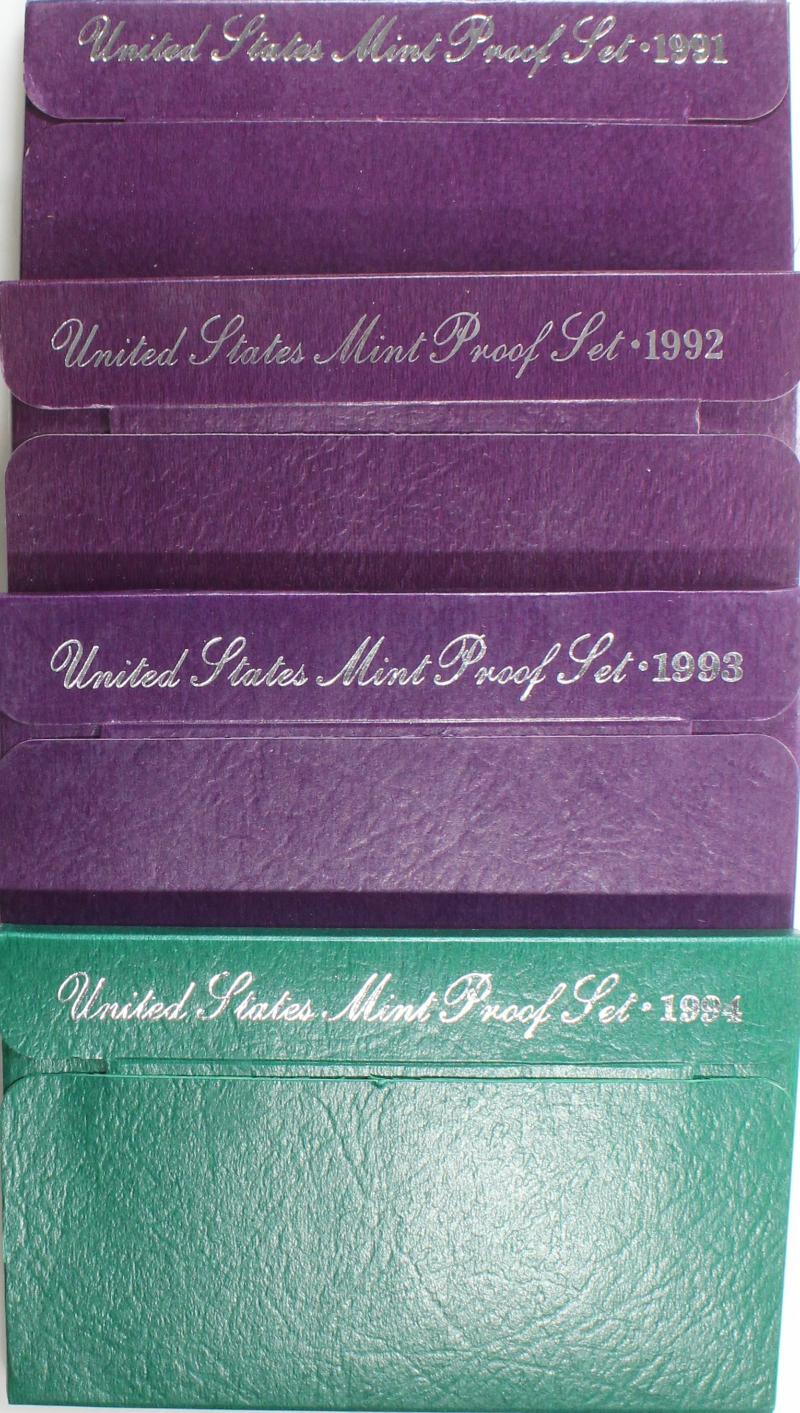 United States Mint Proof Set · 1991
United States Mint Proof Set · 1992
United States Mint Proof Set · 1993
United States Mint Proof Set · 1994